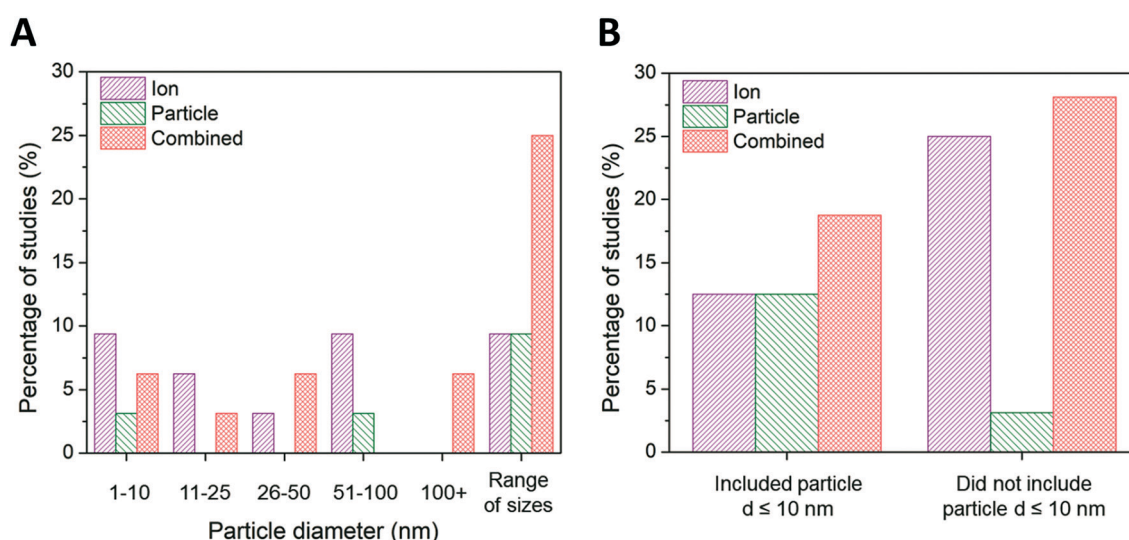 A
30
25
20
15
10
5
0
Percentage of studies (%)
Ion
Particle
Combined
1-10
11-25
26-50
51-100
100+
Range
of sizes
Particle diameter (nm)
B
30
25
20
15
10
5
0
Percentage of studies (%)
Ion
Particle
Combined
Included particle
d ≤ 10 nm
Did not include
particle d ≤ 10 nm